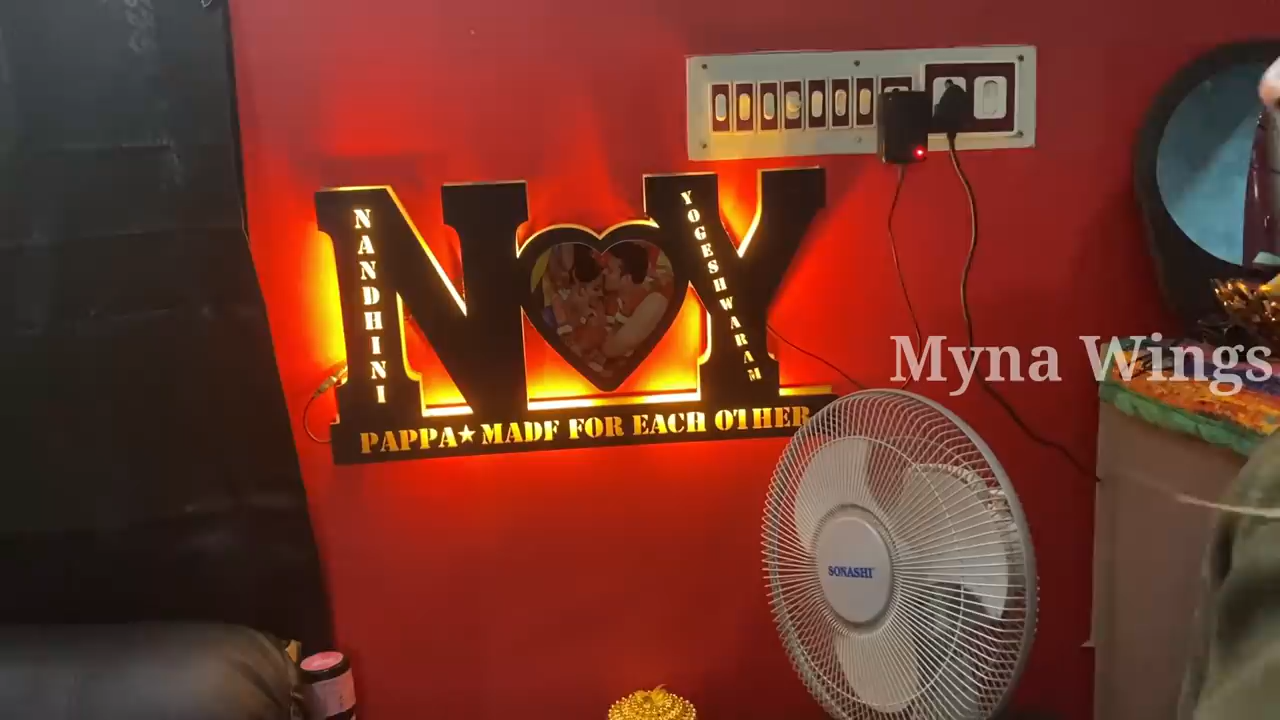 N Y
NANDHINI
YOGESHWARAM
PAPPA★MADF FOR EACH OTHER
Myna Wings
SONASHI